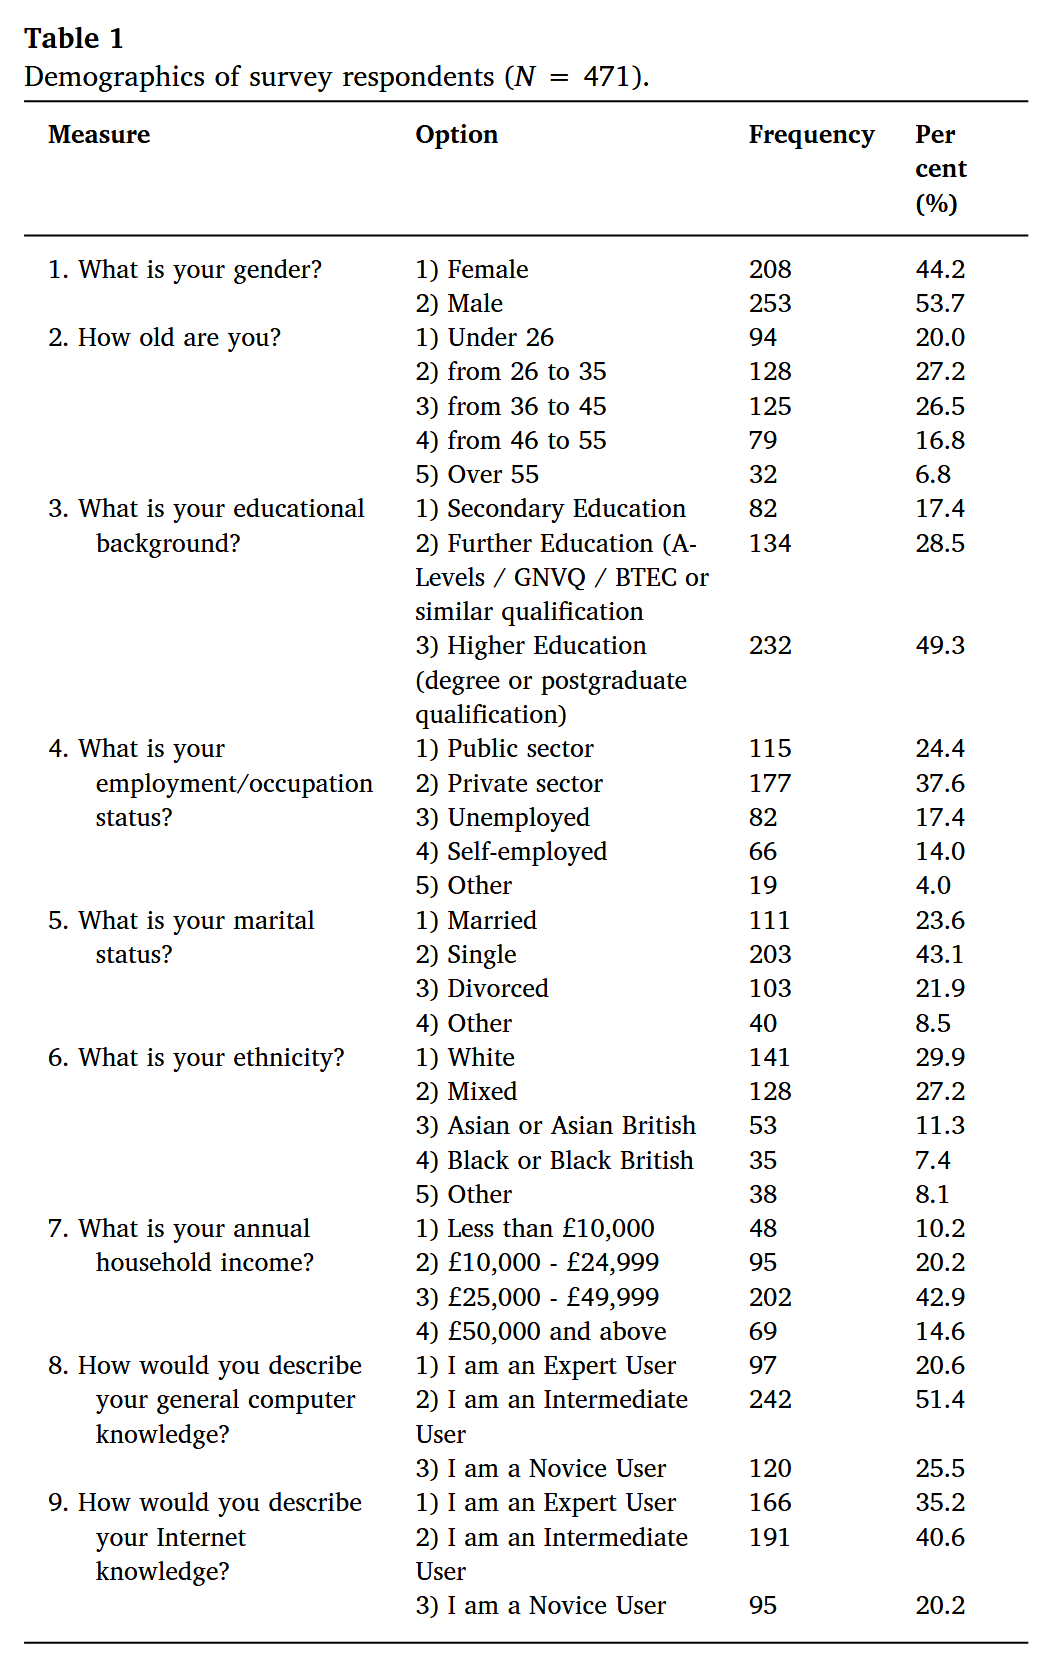 Table 1
Demographics of survey respondents (N = 471).
Measure Option Frequency Per
cent
(%)
1. What is your gender? 1) Female 208 44.2
2) Male 253 53.7
2. How old are you? 1) Under 26 94 20.0
2) from 26 to 35 128 27.2
3) from 36 to 45 125 26.5
4) from 46 to 55 79 16.8
5) Over 55 32 6.8
3. What is your educational 1) Secondary Education 82 17.4
background? 2) Further Education (A- 134 28.5
Levels / GNVQ / BTEC or
similar qualification
3) Higher Education 232 49.3
(degree or postgraduate
qualification)
4. What is your 1) Public sector 115 24.4
employment/occupation 2) Private sector 177 37.6
status? 3) Unemployed 82 17.4
4) Self-employed 66 14.0
5) Other 19 4.0
5. What is your marital 1) Married 111 23.6
status? 2) Single 203 43.1
3) Divorced 103 21.9
4) Other 40 8.5
6. What is your ethnicity? 1) White 141 29.9
2) Mixed 128 27.2
3) Asian or Asian British 53 11.3
4) Black or Black British 35 7.4
5) Other 38 8.1
7. What is your annual 1) Less than £10,000 48 10.2
household income? 2) £10,000 - £24,999 95 20.2
3) £25,000 - £49,999 202 42.9
4) £50,000 and above 69 14.6
8. How would you describe 1) I am an Expert User 97 20.6
your general computer 2) I am an Intermediate 242 51.4
knowledge? User
3) I am a Novice User 120 25.5
9. How would you describe 1) I am an Expert User 166 35.2
your Internet 2) I am an Intermediate 191 40.6
knowledge? User
3) I am a Novice User 95 20.2